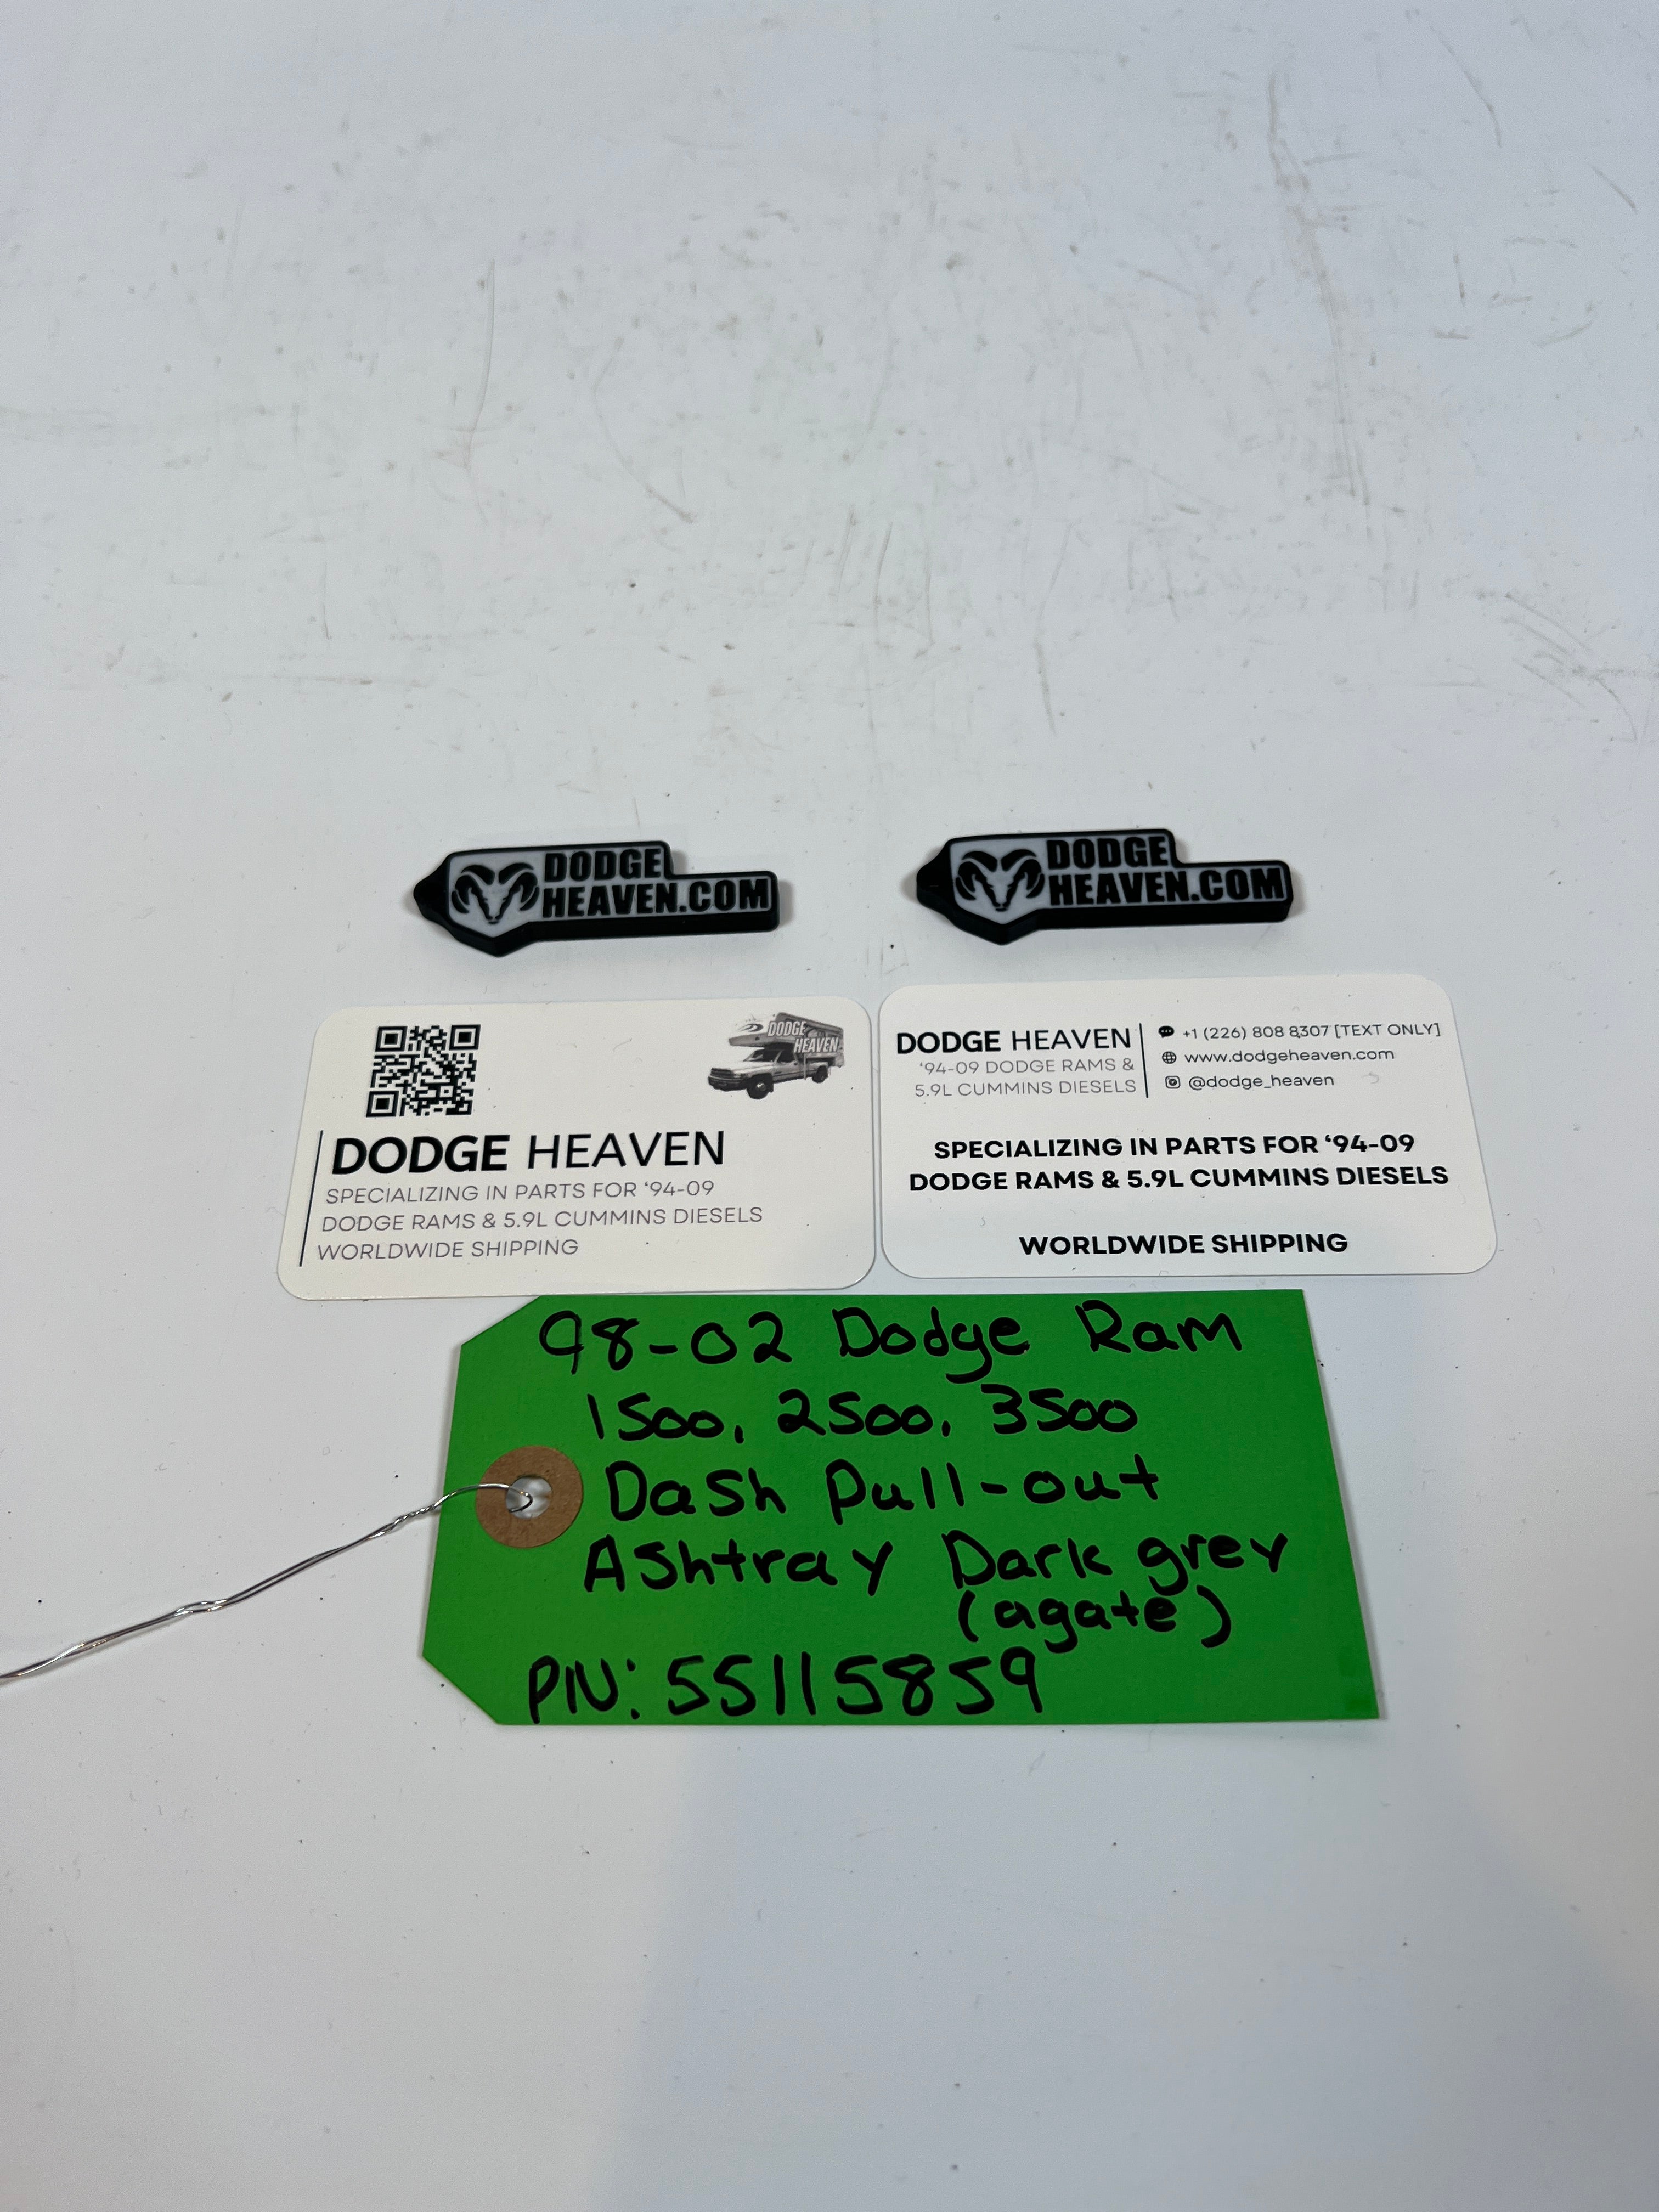 DODGE
HEAVEN.COM
DODGE
HEAVEN.COM
DODGE
HEAVEN
DODGE HEAVEN
SPECIALIZING IN PARTS FOR ‘94-09
DODGE RAMS & 5.9L CUMMINS DIESELS
WORLDWIDE SHIPPING
DODGE HEAVEN
‘94-09 DODGE RAMS &
5.9L CUMMINS DIESELS
+1 (226) 808 8307 [TEXT ONLY]
www.dodgeheaven.com
@dodge_heaven
SPECIALIZING IN PARTS FOR ‘94-09
DODGE RAMS & 5.9L CUMMINS DIESELS
WORLDWIDE SHIPPING
98-02 Dodge Ram
1500, 2500, 3500
Dash Pull-out
Ashtray Dark grey
(agate)
PN: 55115859